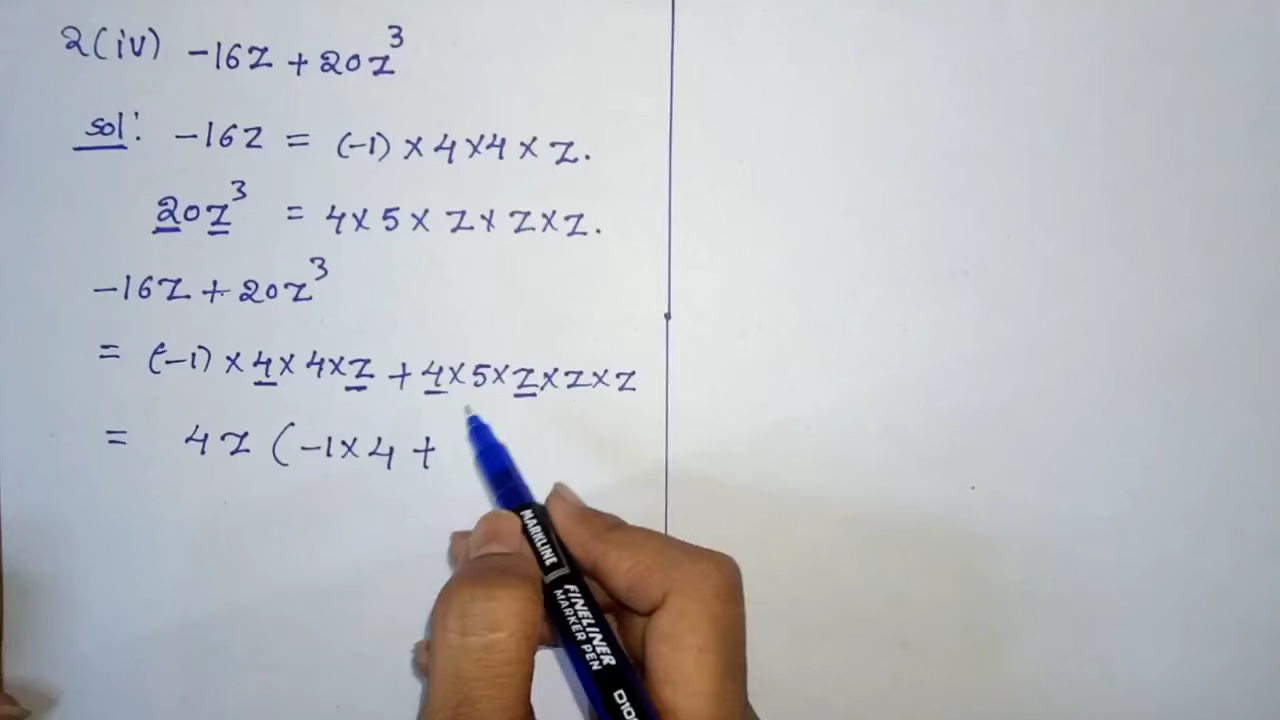 2(iv) -16z + 20z³
sol: -16z = (-1) × 4 × 4 × z.
20z³ = 4 × 5 × z × z × z.
-16z + 20z³
= (-1) × 4 × 4 × z + 4 × 5 × z × z × z
= 4z (-1 × 4 +
MARKLINE
FINELINER
MARKER PEN